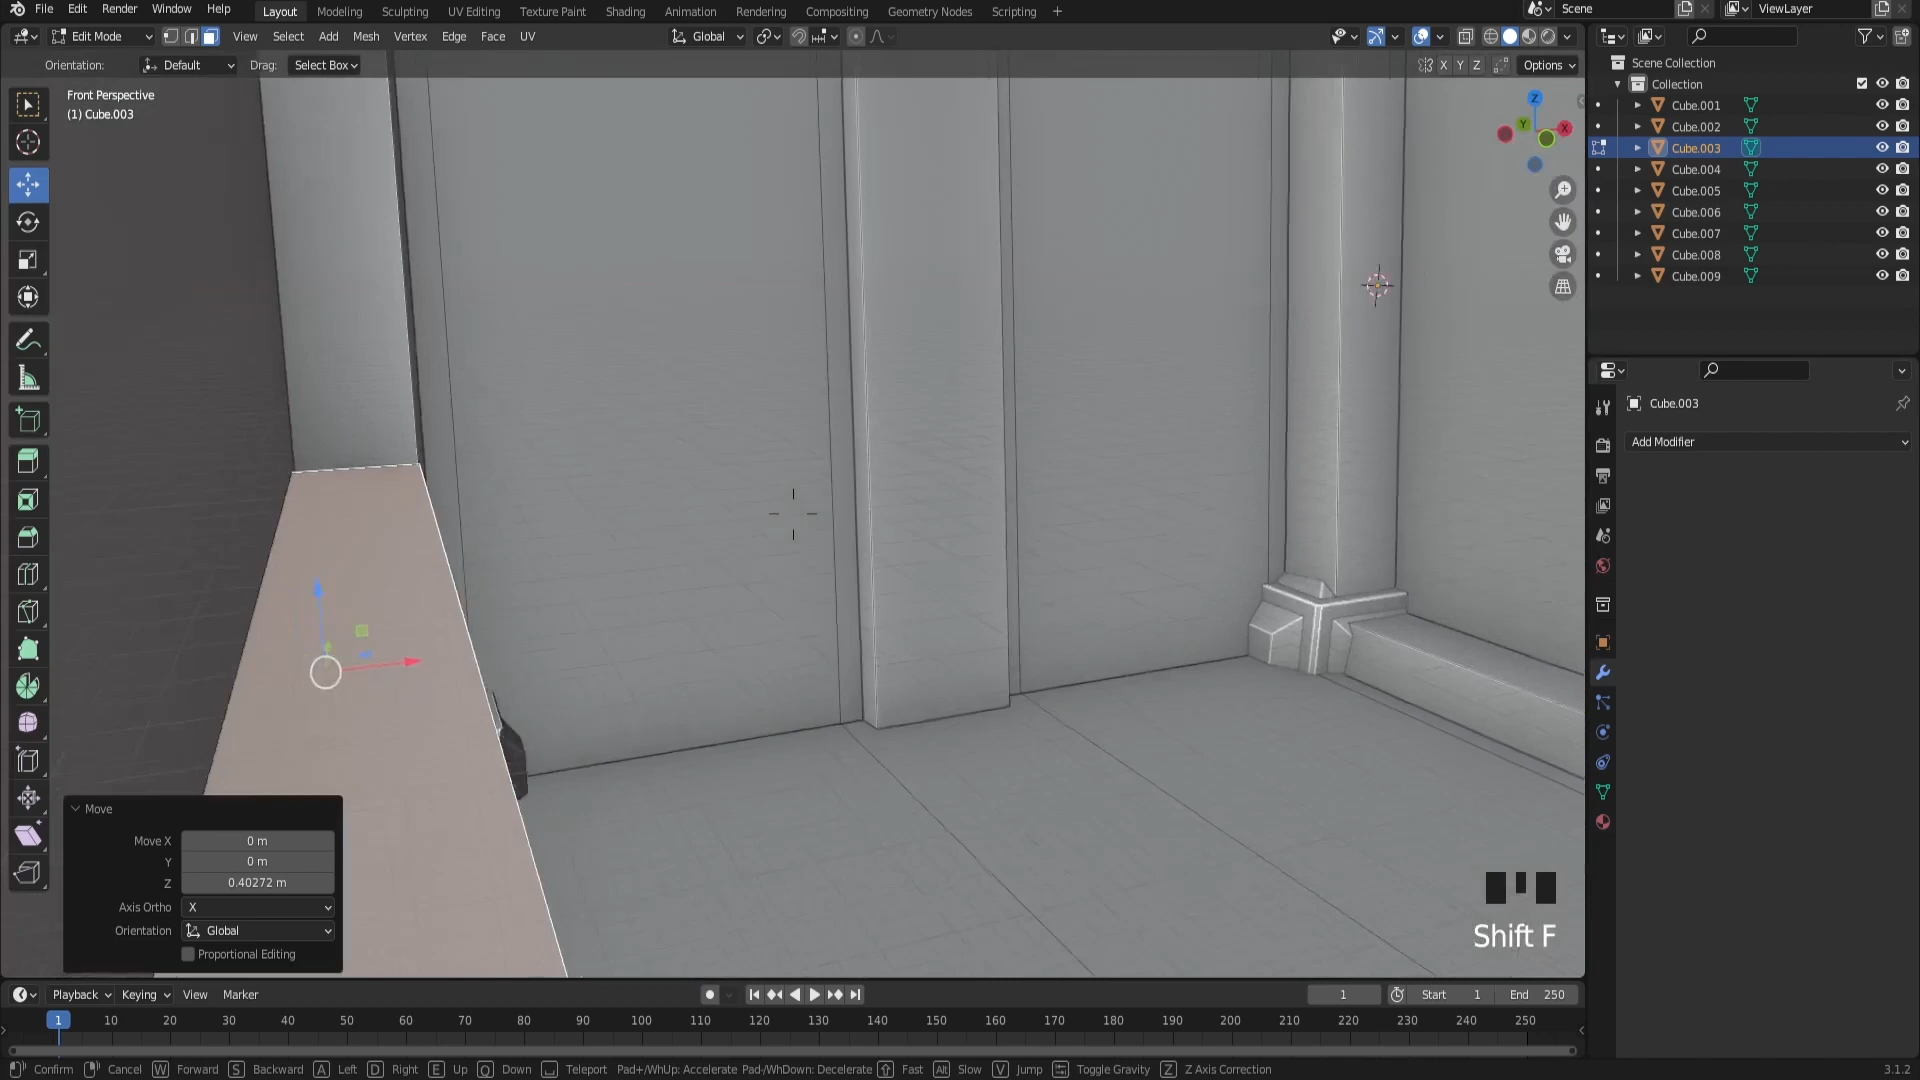 File Edit Render Window Help Layout Modeling Sculpting UV Editing Texture Paint Shading Animation Rendering Compositing Geometry Nodes Scripting + Scene ViewLayer
Edit Mode View Select Add Mesh Vertex Edge Face UV Global
Orientation: Default Drag: Select Box X Y Z Options
Front Perspective
(1) Cube.003
Z
Y
X
Scene Collection
Collection
Cube.001
Cube.002
Cube.003
Cube.004
Cube.005
Cube.006
Cube.007
Cube.008
Cube.009
Cube.003
Add Modifier
Move
Move X 0 m
Y 0 m
Z 0.40272 m
Axis Ortho X
Orientation Global
Proportional Editing
Shift F
Playback Keying View Marker 1 Start 1 End 250
1 10 20 30 40 50 60 70 80 90 100 110 120 130 140 150 160 170 180 190 200 210 220 230 240 250
Confirm Cancel W Forward S Backward A Left D Right E Up Q Down Teleport Pad+/WhUp: Accelerate Pad-/WhDown: Decelerate Fast Alt Slow V Jump Toggle Gravity Z Z Axis Correction 3.1.2